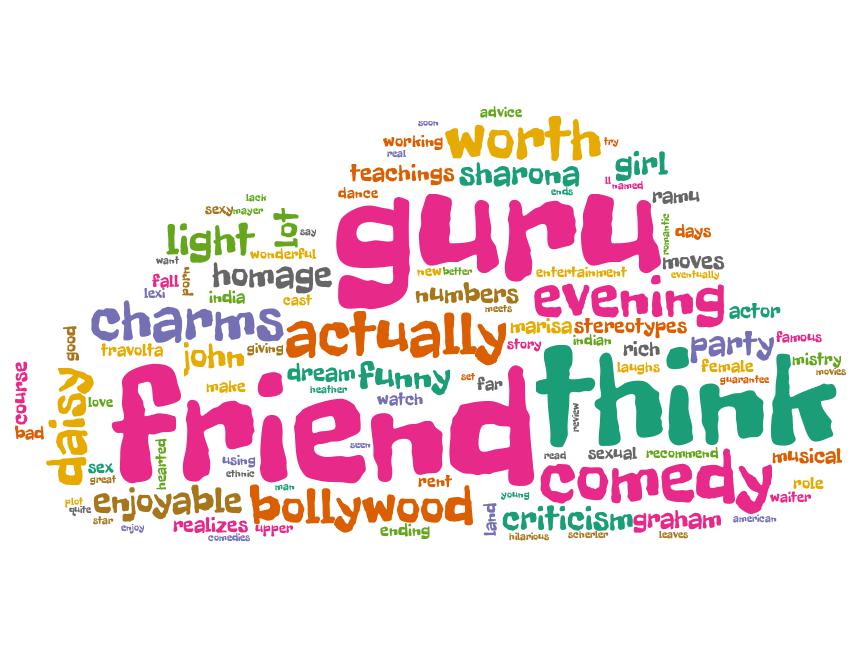 advice
soon
working
worth
try
real
teachings
sharona
girl
ll
named
dance
ends
ramu
lack
sexy
mayer
lot
say
guru
romantic
days
light
wonderful
want
moves
homage
new
better
entertainment
eventually
fall
porn
lexi
india
cast
numbers
meets
evening
actor
charms
actually
marisa
stereotypes
good
travolta
john
giving
story
indian
rich
party
famous
course
daisy
love
make
dream
funny
heather
set
far
laughs
female
mistry
guarantee
movies
friend
think
watch
review
bad
sex
great
hearted
using
ethnic
seen
read
sexual
recommend
musical
man
rent
comedy
role
waiter
plot
quite
enjoyable
bollywood
land
young
star
enjoy
realizes
upper
comedies
ending
criticism
graham
american
hilarious
scherler
leaves